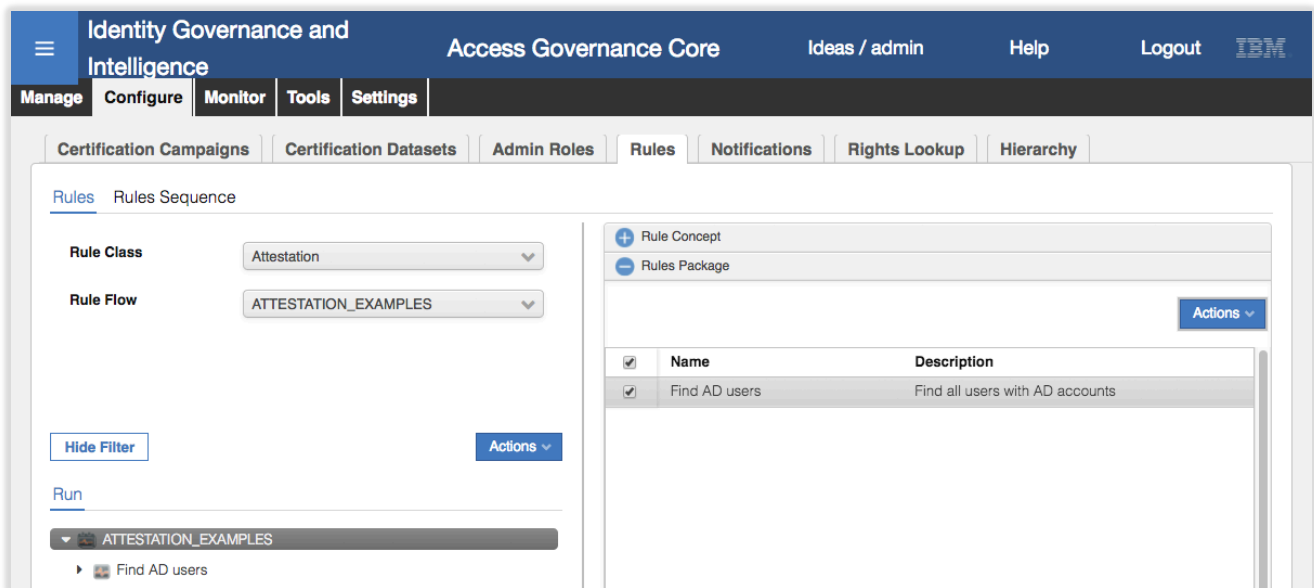 Identity Governance and
Intelligence
Access Governance Core
Ideas / admin
Help
Logout
IBM
Manage Configure Monitor Tools Settings
Certification Campaigns Certification Datasets Admin Roles Rules Notifications Rights Lookup Hierarchy
Rules Rules Sequence
Rule Class Attestation
Rule Flow ATTESTATION_EXAMPLES
Hide Filter Actions
Run
ATTESTATION_EXAMPLES
Find AD users
Rule Concept
Rules Package
Actions
Name Description
Find AD users Find all users with AD accounts